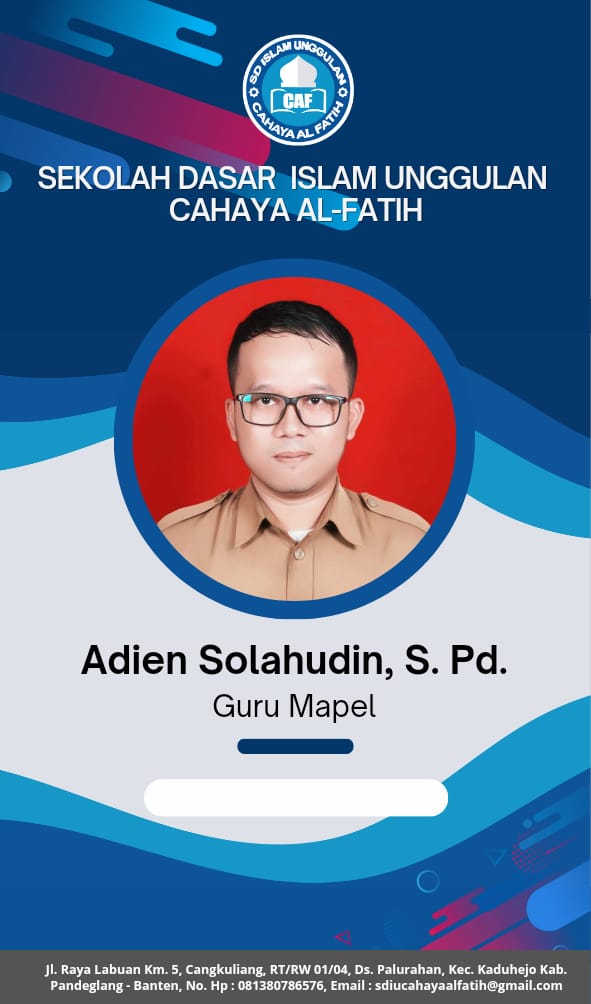 SD ISLAM UNGGULAN
CAF
CAHAYA AL FATIH
SEKOLAH DASAR ISLAM UNGGULAN
CAHAYA AL-FATIH
Adien Solahudin, S. Pd.
Guru Mapel
Jl. Raya Labuan Km. 5, Cangkuliang, RT/RW 01/04, Ds. Palurahan, Kec. Kaduhejo Kab.
Pandeglang - Banten, No. Hp : 081380786576, Email : sdiucahayaalfatih@gmail.com